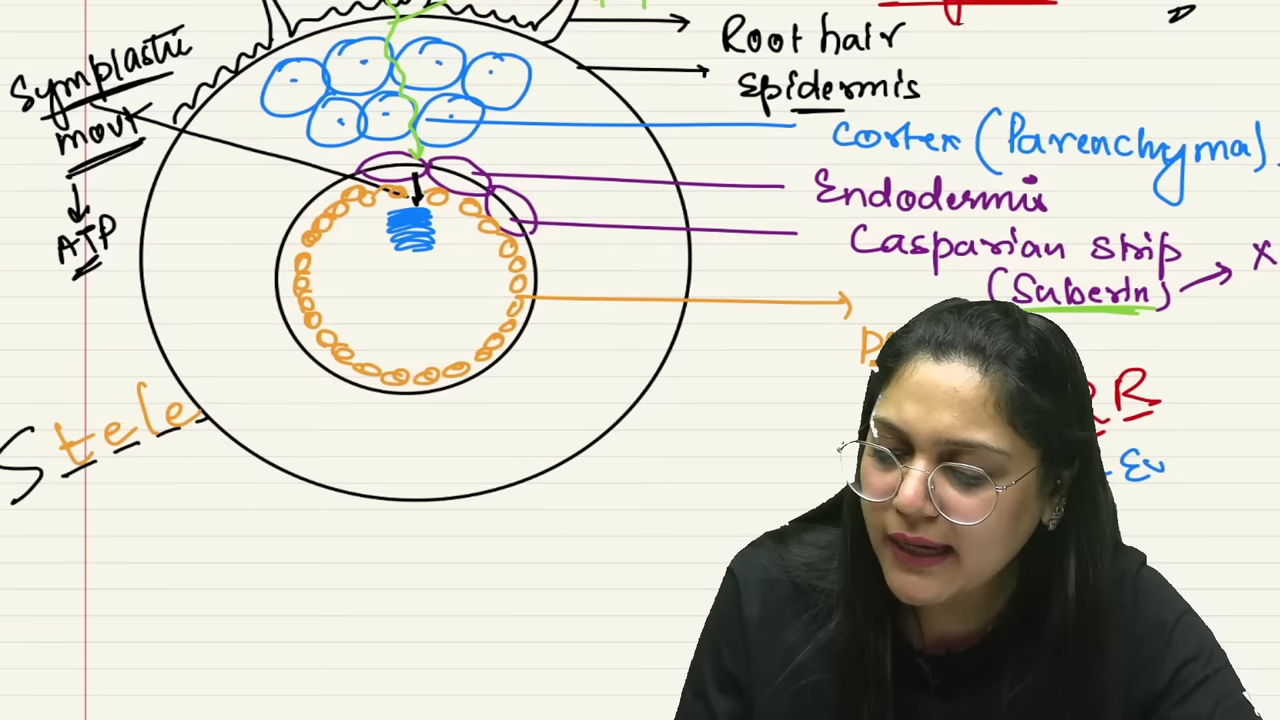 Root hair
Epidermis
Symplastic
movt
ATP
Cortex (Parenchyma)
Endodermis
Casparian strip
(Suberin) x
R
Stele